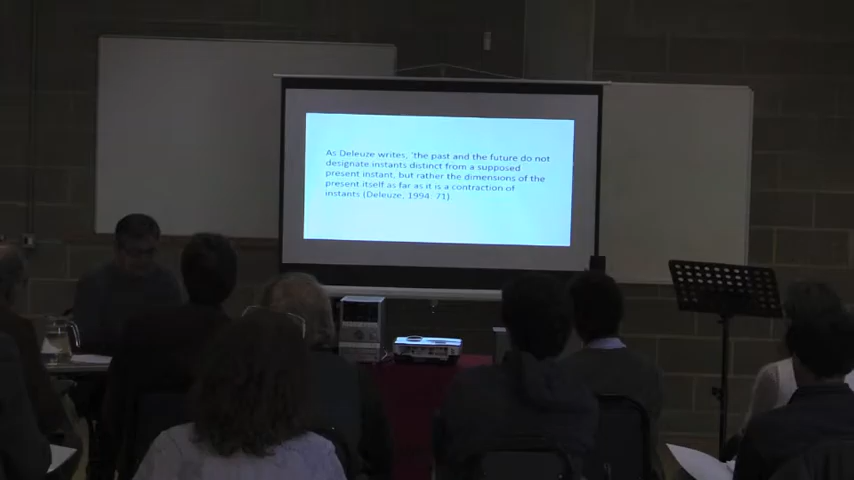 As Deleuze writes, 'the past and the future do not
designate instants distinct from a supposed
present instant, but rather the dimensions of the
present itself as far as it is a contraction of
instants (Deleuze, 1994: 71).